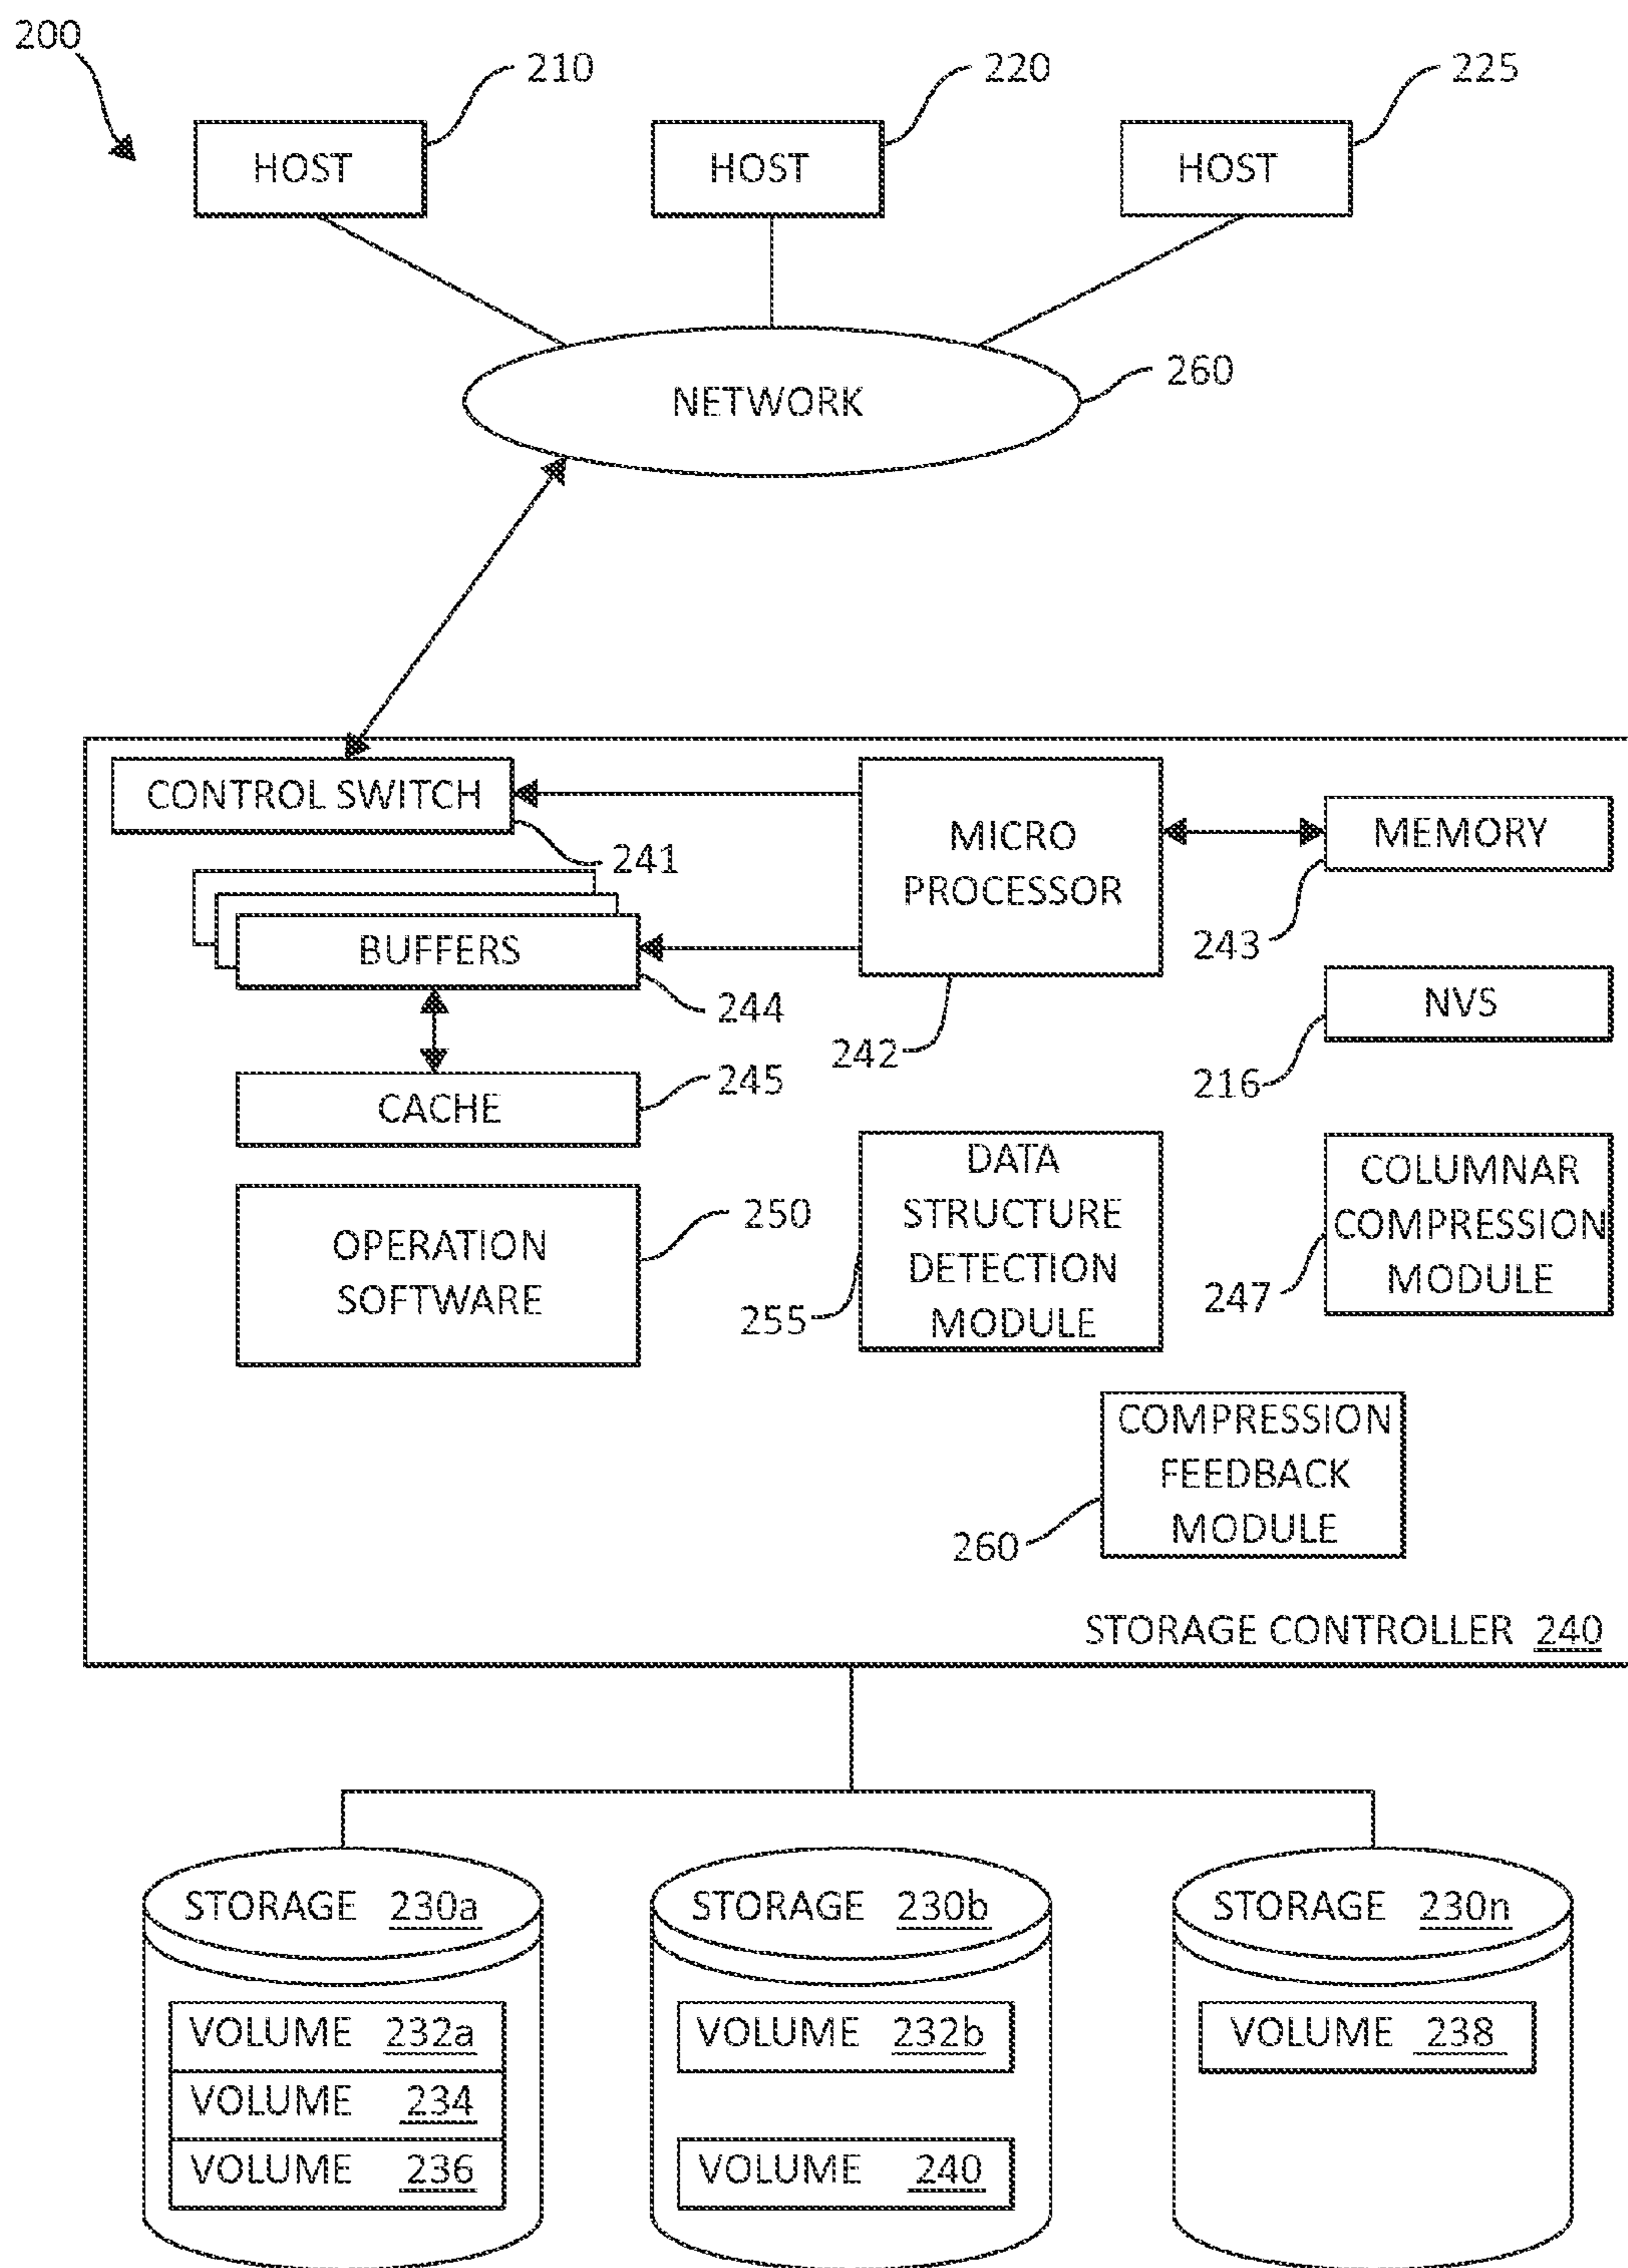 200
210
220
225
HOST
HOST
HOST
NETWORK
260
CONTROL SWITCH
241
MICRO
PROCESSOR
242
MEMORY
243
BUFFERS
244
NVS
216
CACHE
245
OPERATION
SOFTWARE
250
DATA
STRUCTURE
DETECTION
MODULE
255
COLUMNAR
COMPRESSION
MODULE
247
COMPRESSION
FEEDBACK
MODULE
260
STORAGE CONTROLLER 240
STORAGE 230a
VOLUME 232a
VOLUME 234
VOLUME 236
STORAGE 230b
VOLUME 232b
VOLUME 240
STORAGE 230n
VOLUME 238